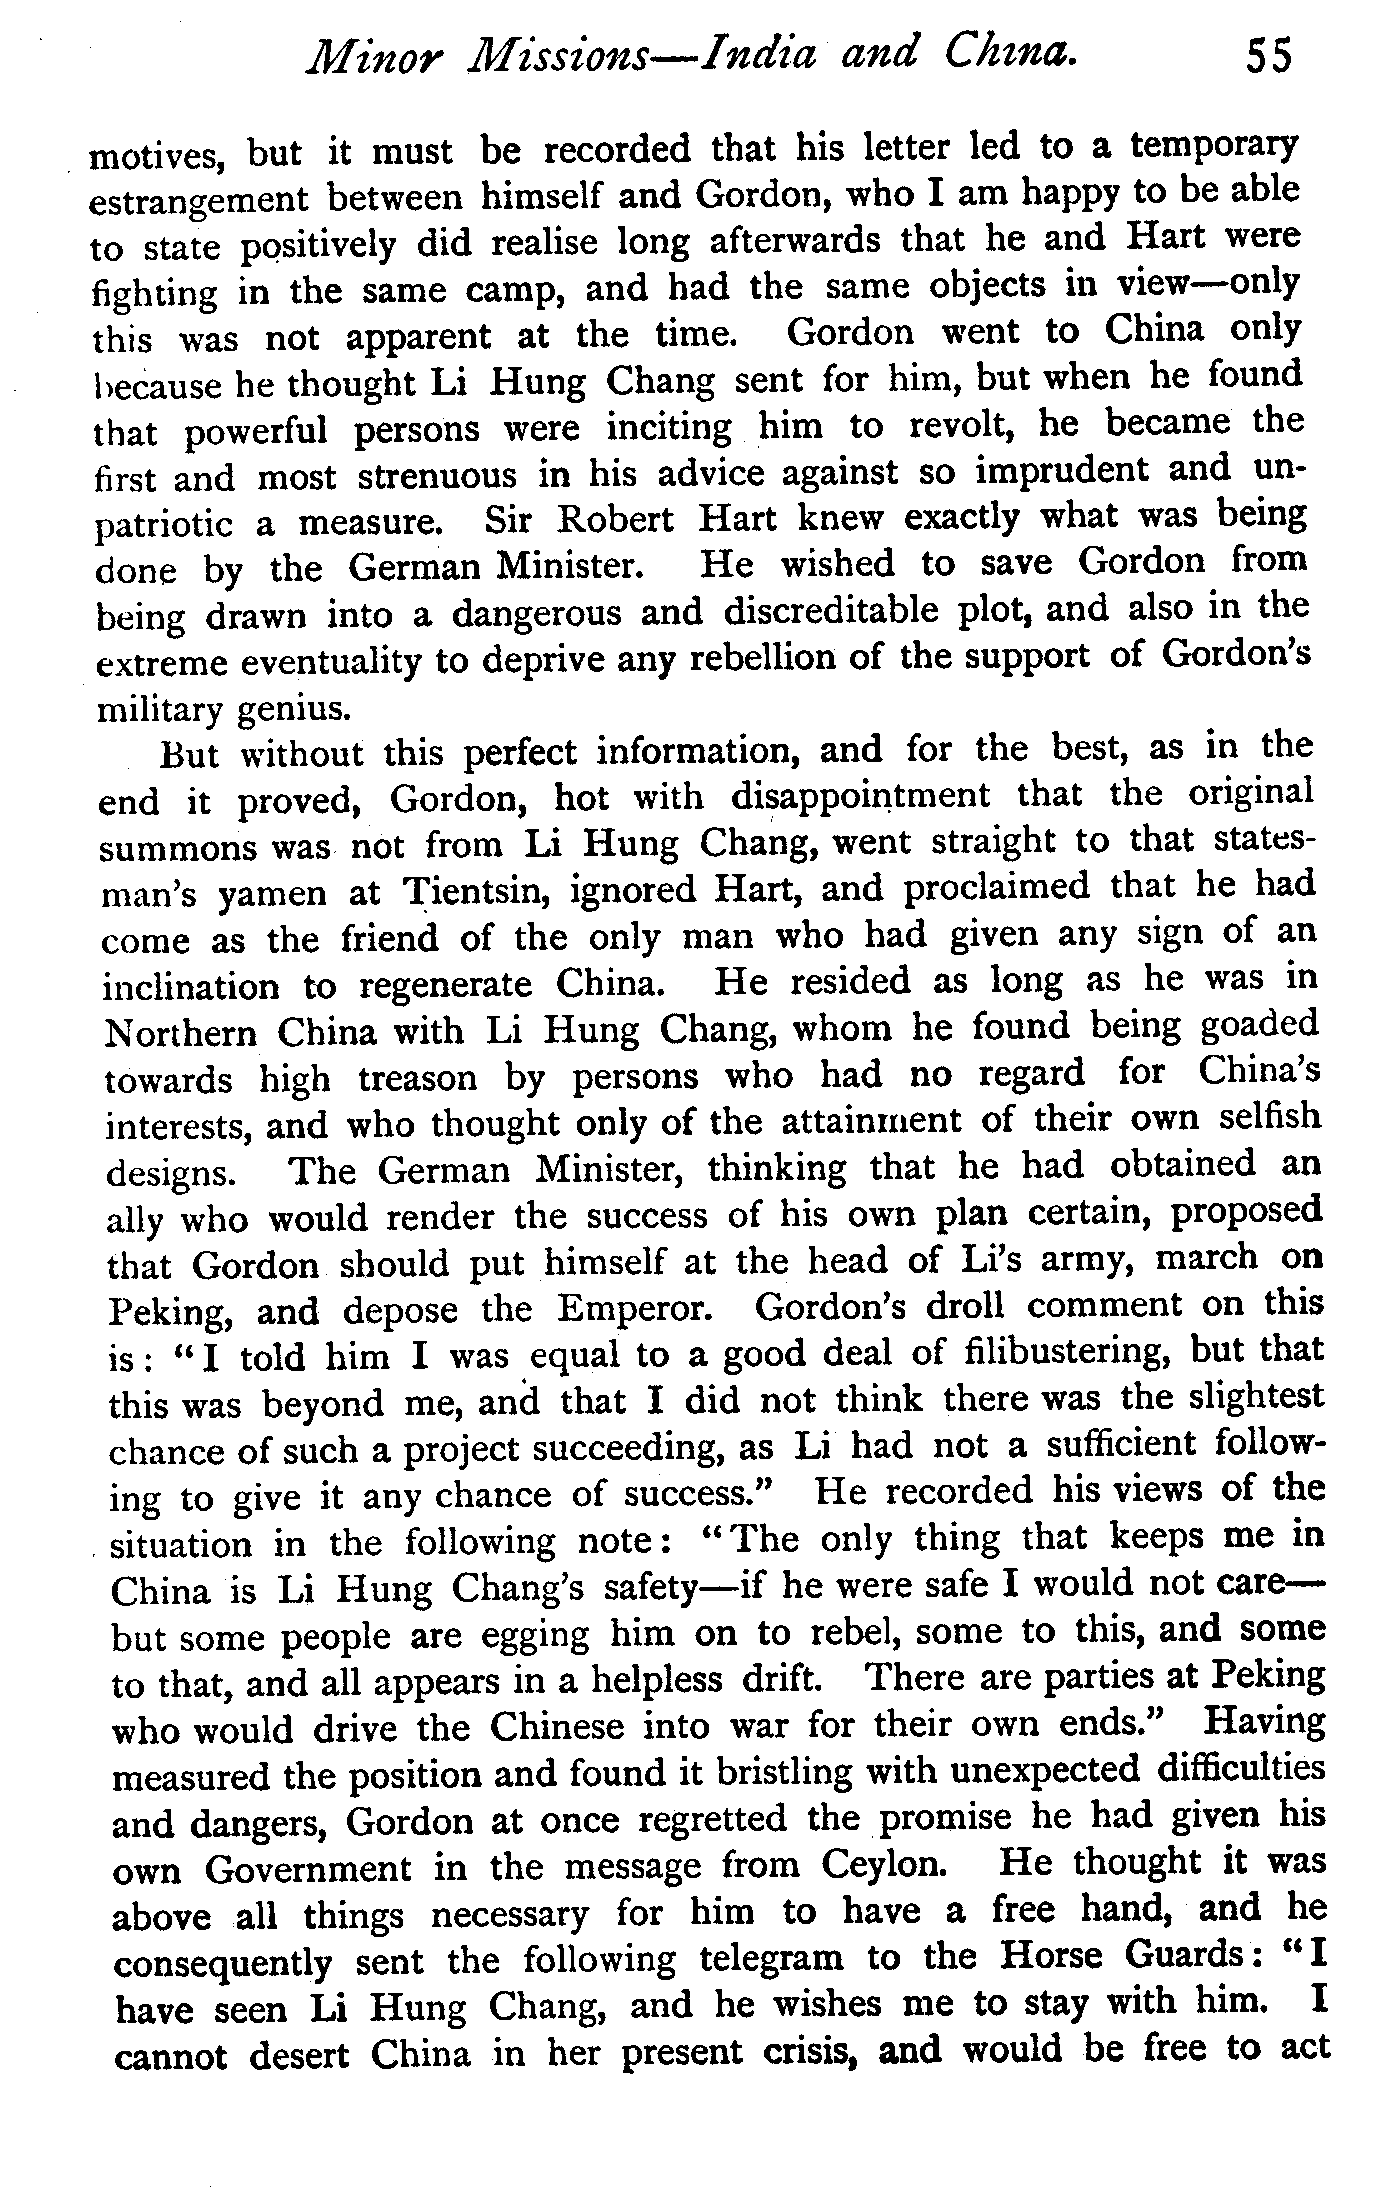 Minor Missions—India and China. 55
motives, but it must be recorded that his letter led to a temporary
estrangement between himself and Gordon, who I am happy to be able
to state positively did realise long afterwards that he and Hart were
fighting in the same camp, and had the same objects in view—only
this was not apparent at the time. Gordon went to China only
because he thought Li Hung Chang sent for him, but when he found
that powerful persons were inciting him to revolt, he became the
first and most strenuous in his advice against so imprudent and un-
patriotic a measure. Sir Robert Hart knew exactly what was being
done by the German Minister. He wished to save Gordon from
being drawn into a dangerous and discreditable plot, and also in the
extreme eventuality to deprive any rebellion of the support of Gordon's
military genius.
But without this perfect information, and for the best, as in the
end it proved, Gordon, hot with disappointment that the original
summons was not from Li Hung Chang, went straight to that states-
man's yamen at Tientsin, ignored Hart, and proclaimed that he had
come as the friend of the only man who had given any sign of an
inclination to regenerate China. He resided as long as he was in
Northern China with Li Hung Chang, whom he found being goaded
towards high treason by persons who had no regard for China's
interests, and who thought only of the attainment of their own selfish
designs. The German Minister, thinking that he had obtained an
ally who would render the success of his own plan certain, proposed
that Gordon should put himself at the head of Li's army, march on
Peking, and depose the Emperor. Gordon's droll comment on this
is: "I told him I was equal to a good deal of filibustering, but that
this was beyond me, and that I did not think there was the slightest
chance of such a project succeeding, as Li had not a sufficient follow-
ing to give it any chance of success." He recorded his views of the
situation in the following note: "The only thing that keeps me in
China is Li Hung Chang's safety—if he were safe I would not care—
but some people are egging him on to rebel, some to this, and some
to that, and all appears in a helpless drift. There are parties at Peking
who would drive the Chinese into war for their own ends." Having
measured the position and found it bristling with unexpected difficulties
and dangers, Gordon at once regretted the promise he had given his
own Government in the message from Ceylon. He thought it was
above all things necessary for him to have a free hand, and he
consequently sent the following telegram to the Horse Guards: "I
have seen Li Hung Chang, and he wishes me to stay with him. I
cannot desert China in her present crisis, and would be free to act